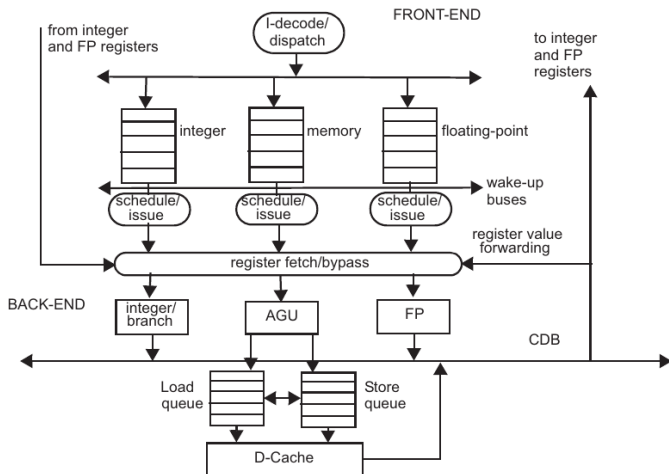 from integer
and FP registers
I-decode/
dispatch
FRONT-END
to integer
and FP
registers
integer
memory
floating-point
wake-up
buses
schedule/
issue
schedule/
issue
schedule/
issue
register value
forwarding
register fetch/bypass
BACK-END
integer/
branch
AGU
FP
CDB
Load
queue
Store
queue
D-Cache